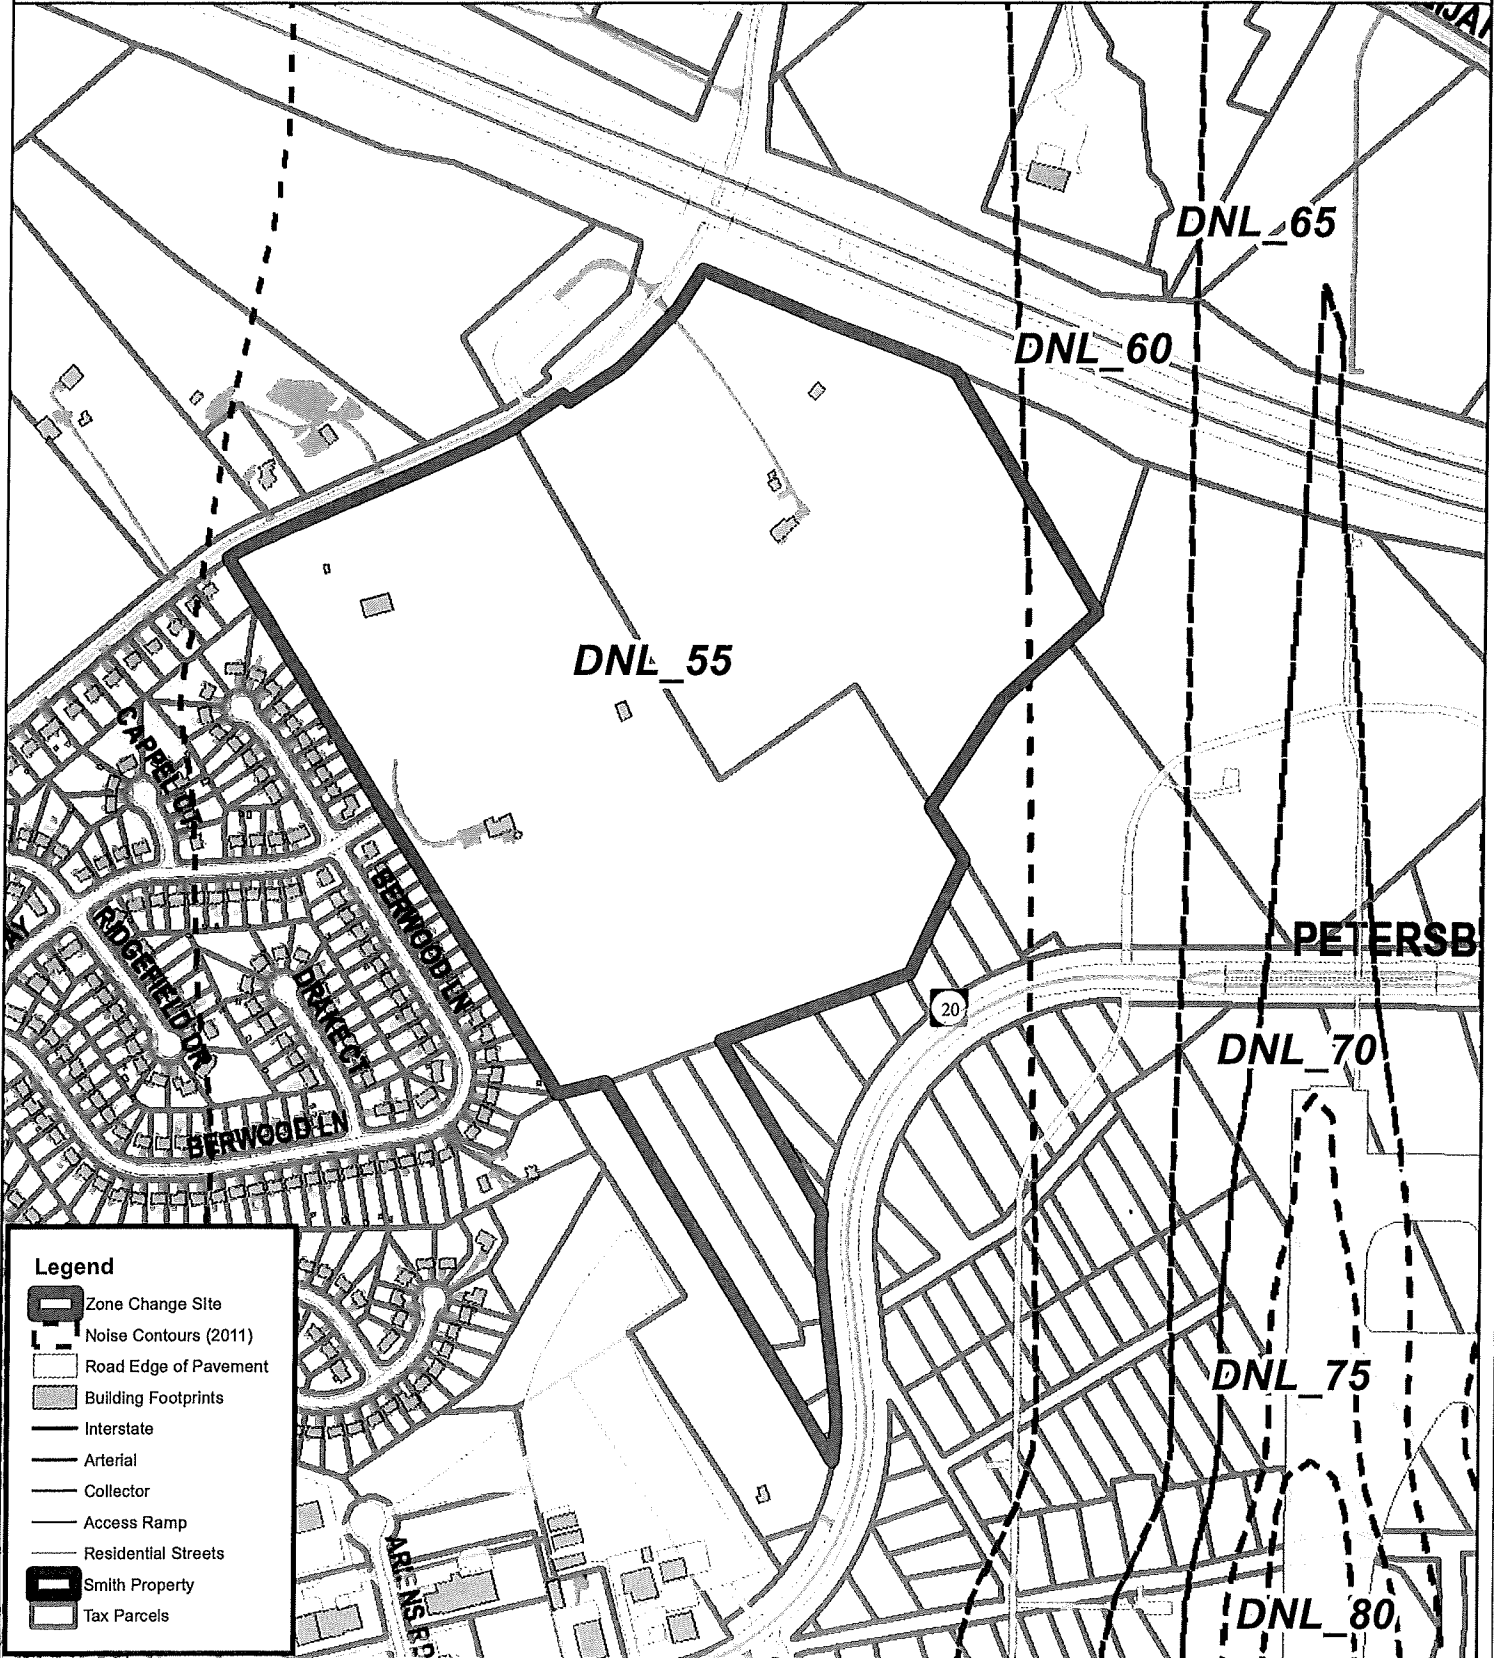 DNL_65
DNL_60
DNL_55
CAPPEL CT
BERWOOD LN
RIDGEFIELD DR
DRAKE CT
PETERSB
20
DNL_70
BERWOOD LN
DNL_75
DNL_80
ARIENS RD
Legend
Zone Change Site
Noise Contours (2011)
Road Edge of Pavement
Building Footprints
Interstate
Arterial
Collector
Access Ramp
Residential Streets
Smith Property
Tax Parcels